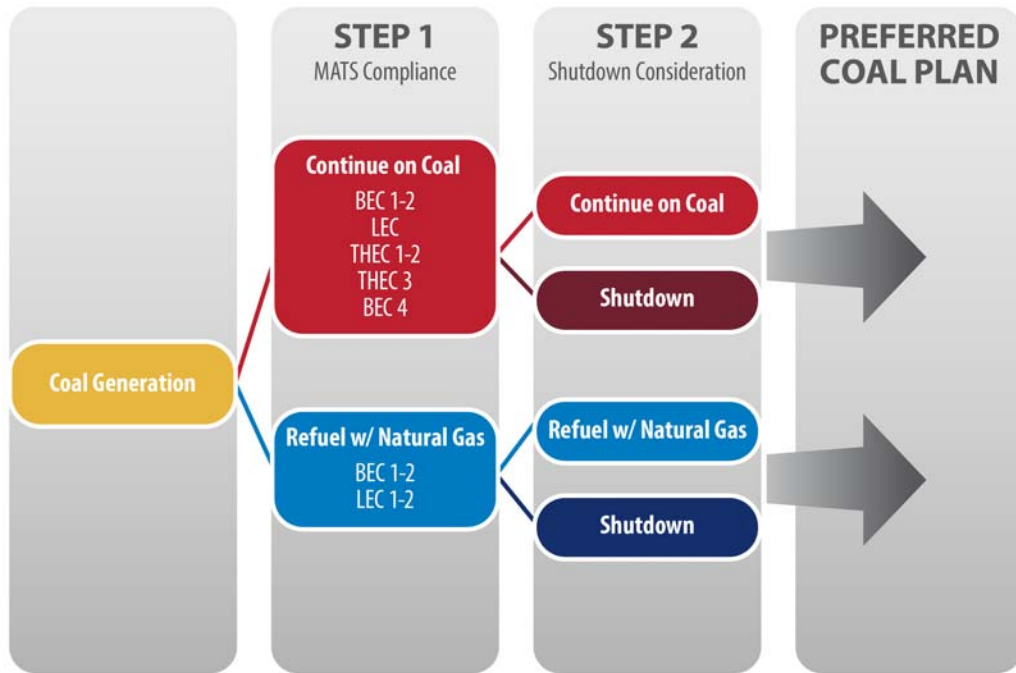 STEP 1
MATS Compliance
STEP 2
Shutdown Consideration
PREFERRED
COAL PLAN
Coal Generation
Continue on Coal
BEC 1-2
LEC
THEC 1-2
THEC 3
BEC 4
Refuel w/ Natural Gas
BEC 1-2
LEC 1-2
Continue on Coal
Shutdown
Refuel w/ Natural Gas
Shutdown